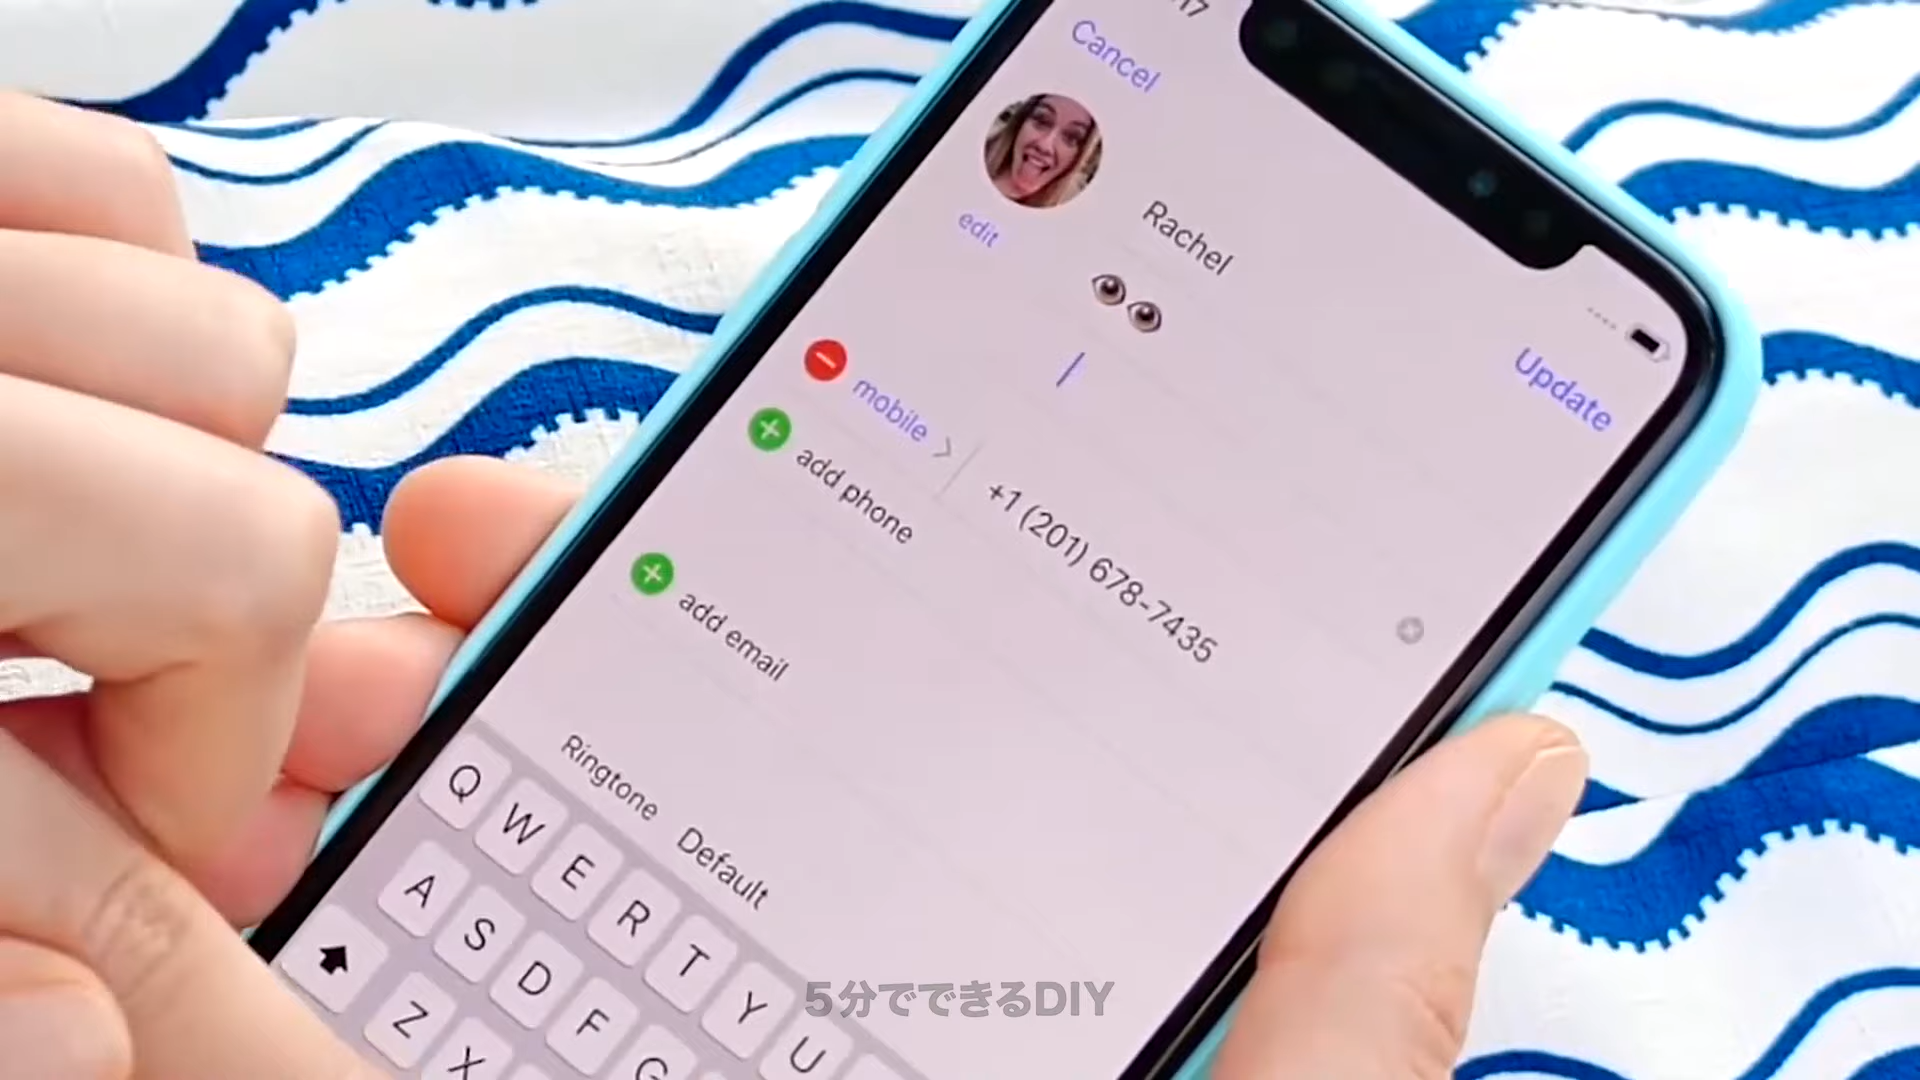 17
Cancel
Rachel
edit
👁👁
Update
mobile
+1 (201) 678-7435
add phone
add email
Ringtone Default
Q W E R T Y U
A S D F G
Z X
5分でできるDIY